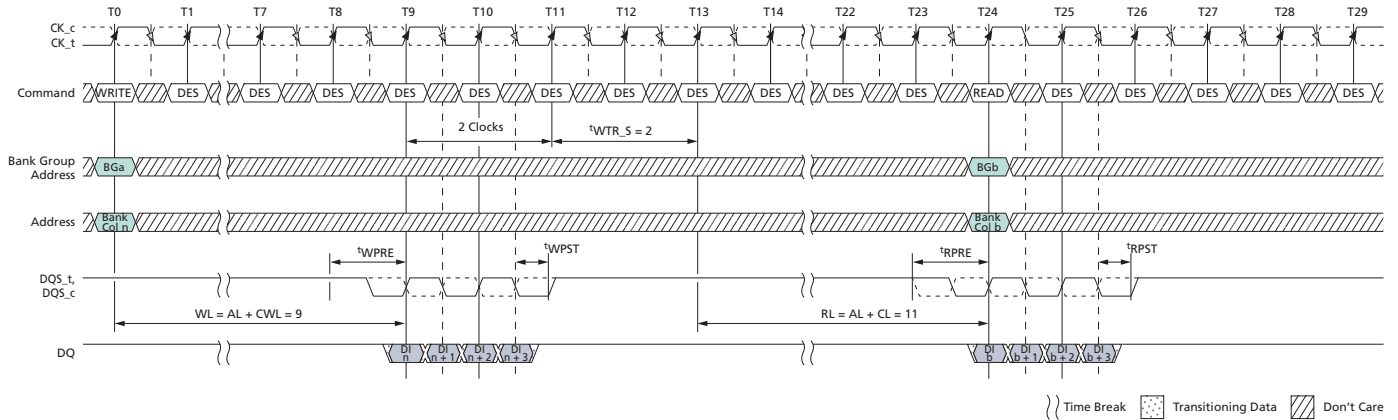 T0 T1 T7 T8 T9 T10 T11 T12 T13 T14 T22 T23 T24 T25 T26 T27 T28 T29
CK_c
CK_t
Command WRITE DES DES DES DES DES DES DES DES DES DES DES READ DES DES DES DES DES
2 Clocks tWTR_S = 2
Bank Group
Address BGa BGb
Address Bank
Col n Bank
Col b
tWPRE tWPST tRPRE tRPST
DQS_t,
DQS_c
WL = AL + CWL = 9 RL = AL + CL = 11
DQ DI
n DI
n + 1 DI
n + 2 DI
n + 3 DI
b DI
b + 1 DI
b + 2 DI
b + 3
Time Break Transitioning Data Don't Care